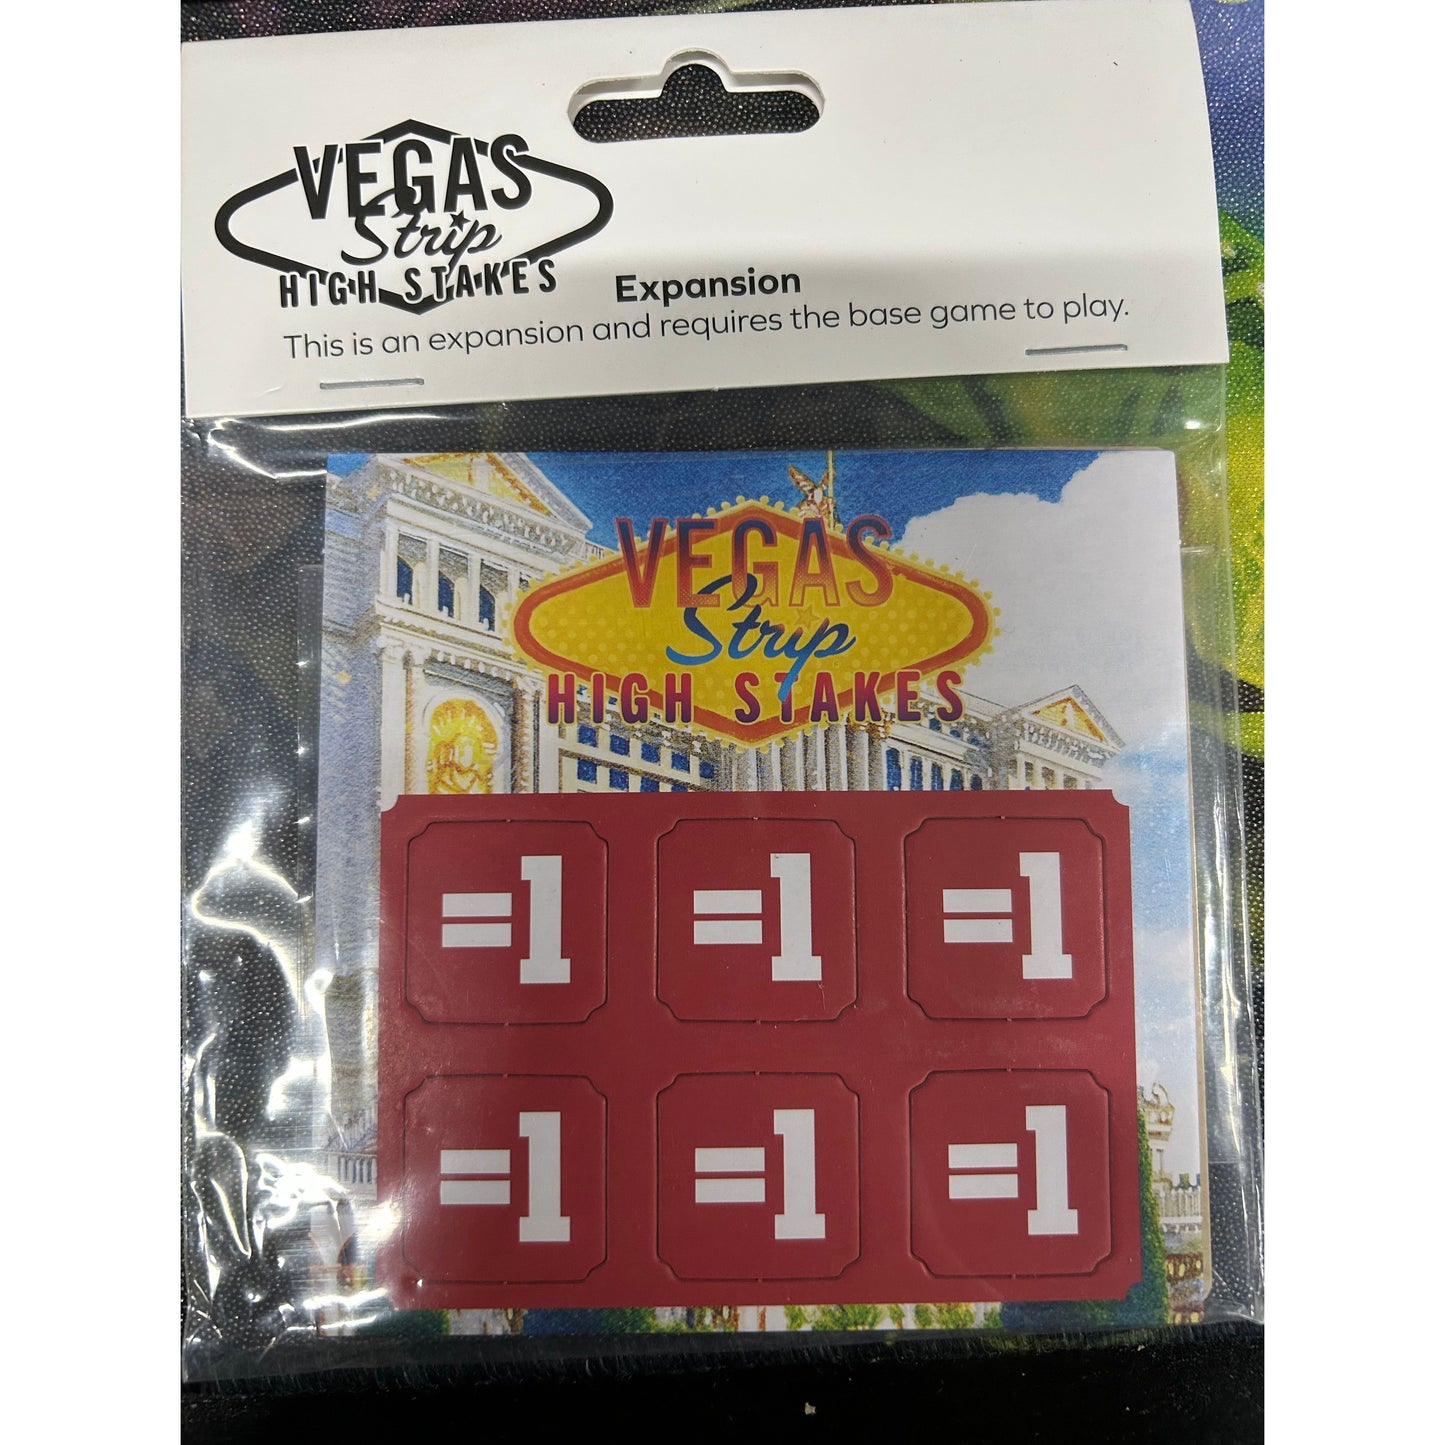 VEGAS
Strip
HIGH STAKES
Expansion
This is an expansion and requires the base game to play.
VEGAS
Strip
HIGH STAKES
=1 =1 =1
=1 =1 =1